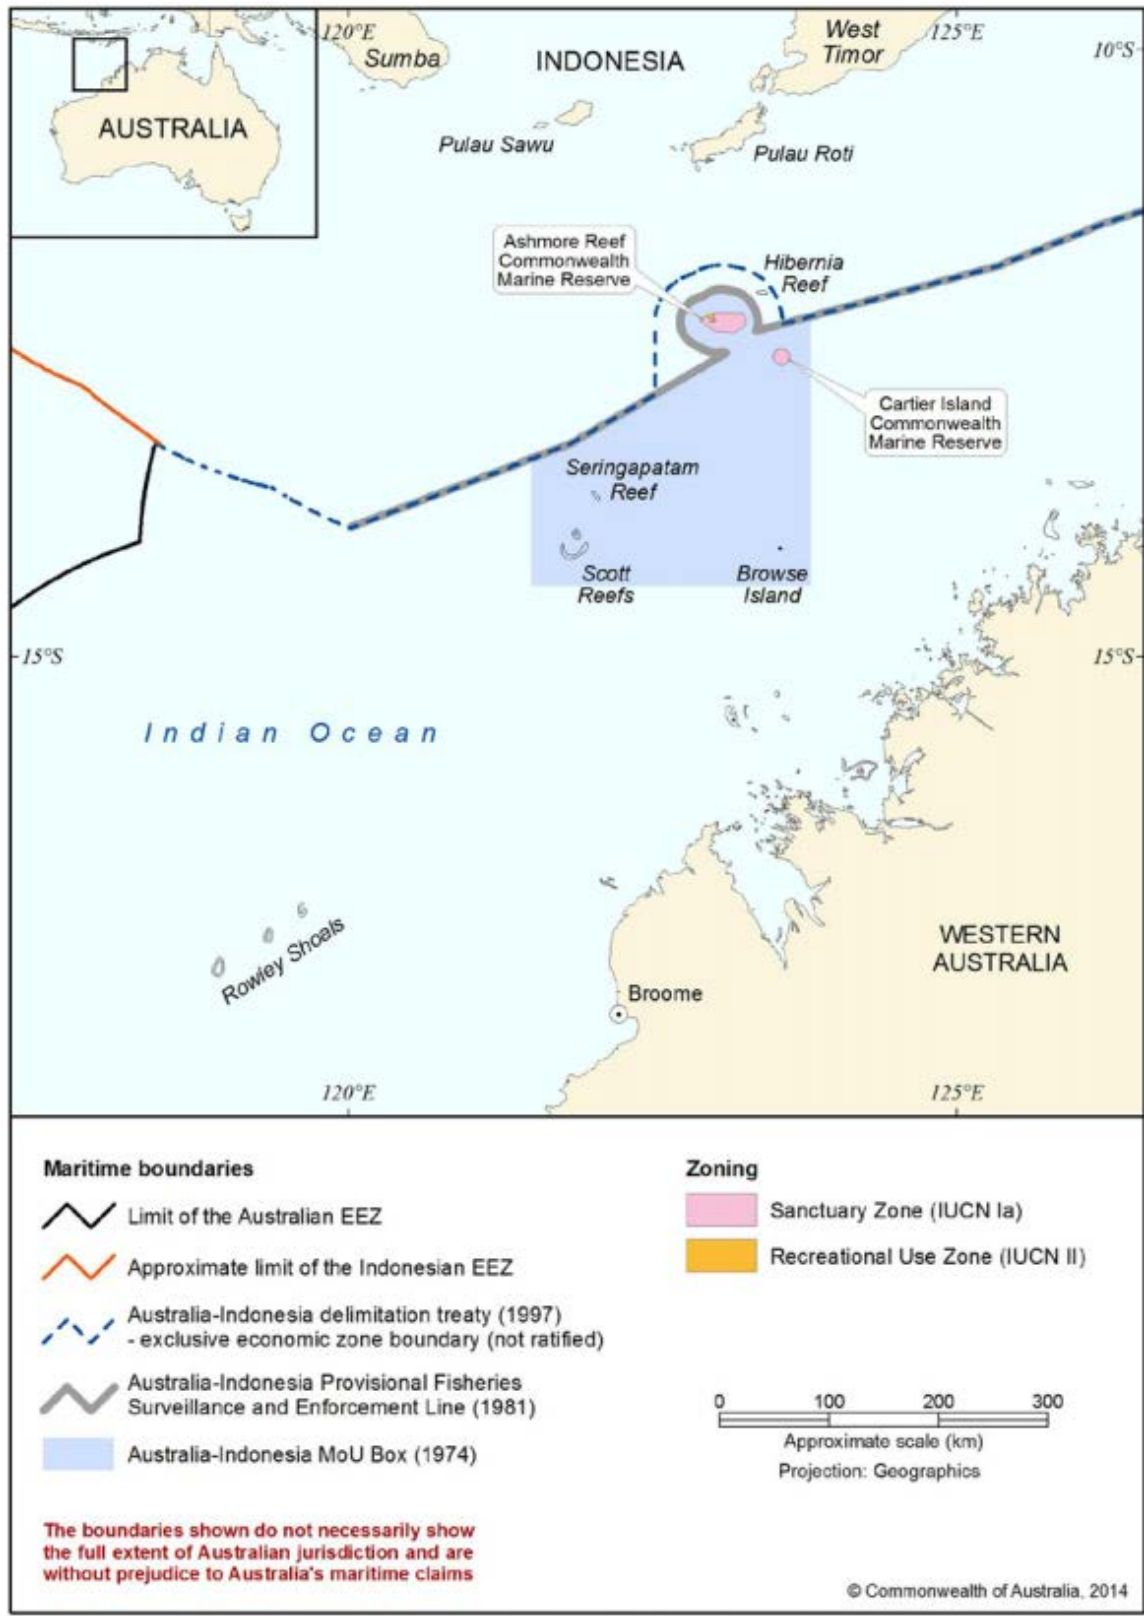 120°E
West
Timor
125°E
10°S
Sumba
INDONESIA
AUSTRALIA
Pulau Sawu
Pulau Roti
Ashmore Reef
Commonwealth
Marine Reserve
Hibernia
Reef
Cartier Island
Commonwealth
Marine Reserve
Seringapatam
Reef
Scott
Reefs
Browse
Island
15°S
15°S
Indian Ocean
Rowley Shoals
WESTERN
AUSTRALIA
Broome
120°E
125°E
Maritime boundaries
Limit of the Australian EEZ
Approximate limit of the Indonesian EEZ
Australia-Indonesia delimitation treaty (1997)
- exclusive economic zone boundary (not ratified)
Australia-Indonesia Provisional Fisheries
Surveillance and Enforcement Line (1981)
Australia-Indonesia MoU Box (1974)
Zoning
Sanctuary Zone (IUCN Ia)
Recreational Use Zone (IUCN II)
0 100 200 300
Approximate scale (km)
Projection: Geographics
The boundaries shown do not necessarily show
the full extent of Australian jurisdiction and are
without prejudice to Australia's maritime claims
© Commonwealth of Australia, 2014